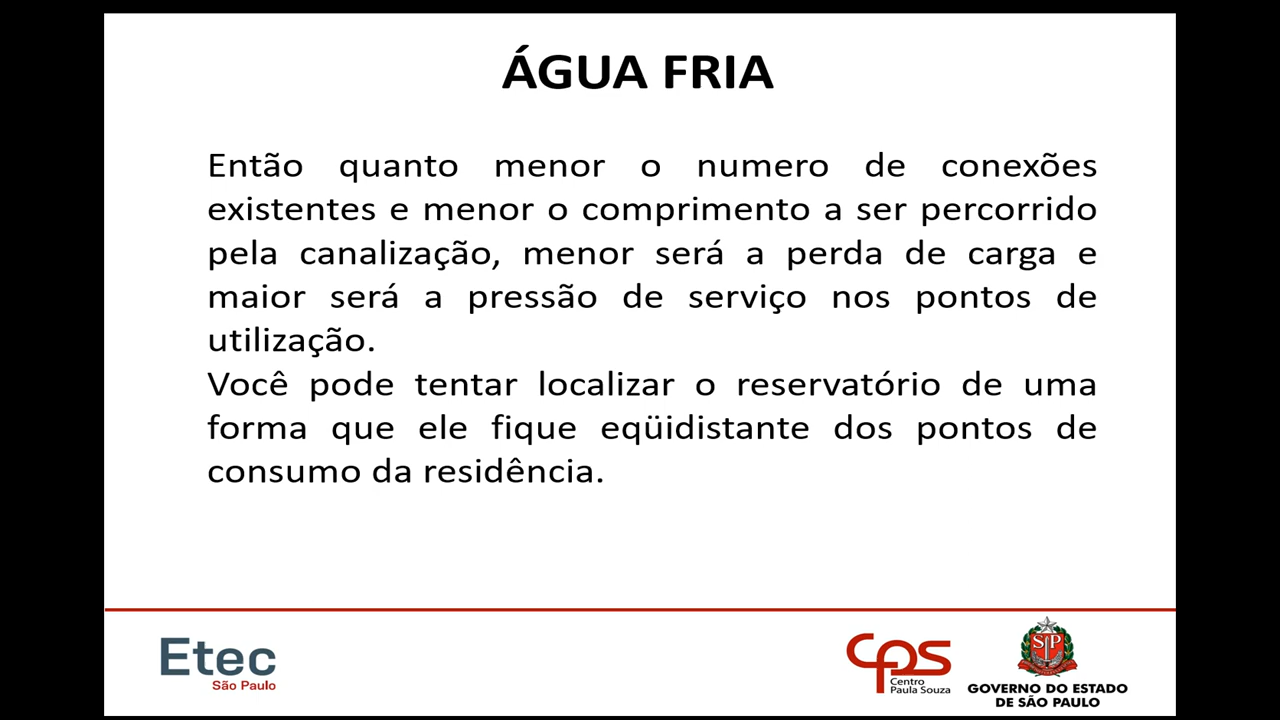 ÁGUA FRIA
Então quanto menor o numero de conexões
existentes e menor o comprimento a ser percorrido
pela canalização, menor será a perda de carga e
maior será a pressão de serviço nos pontos de
utilização.
Você pode tentar localizar o reservatório de uma
forma que ele fique eqüidistante dos pontos de
consumo da residência.
Etec
São Paulo
cps
Centro
Paula Souza
SP
GOVERNO DO ESTADO
DE SÃO PAULO